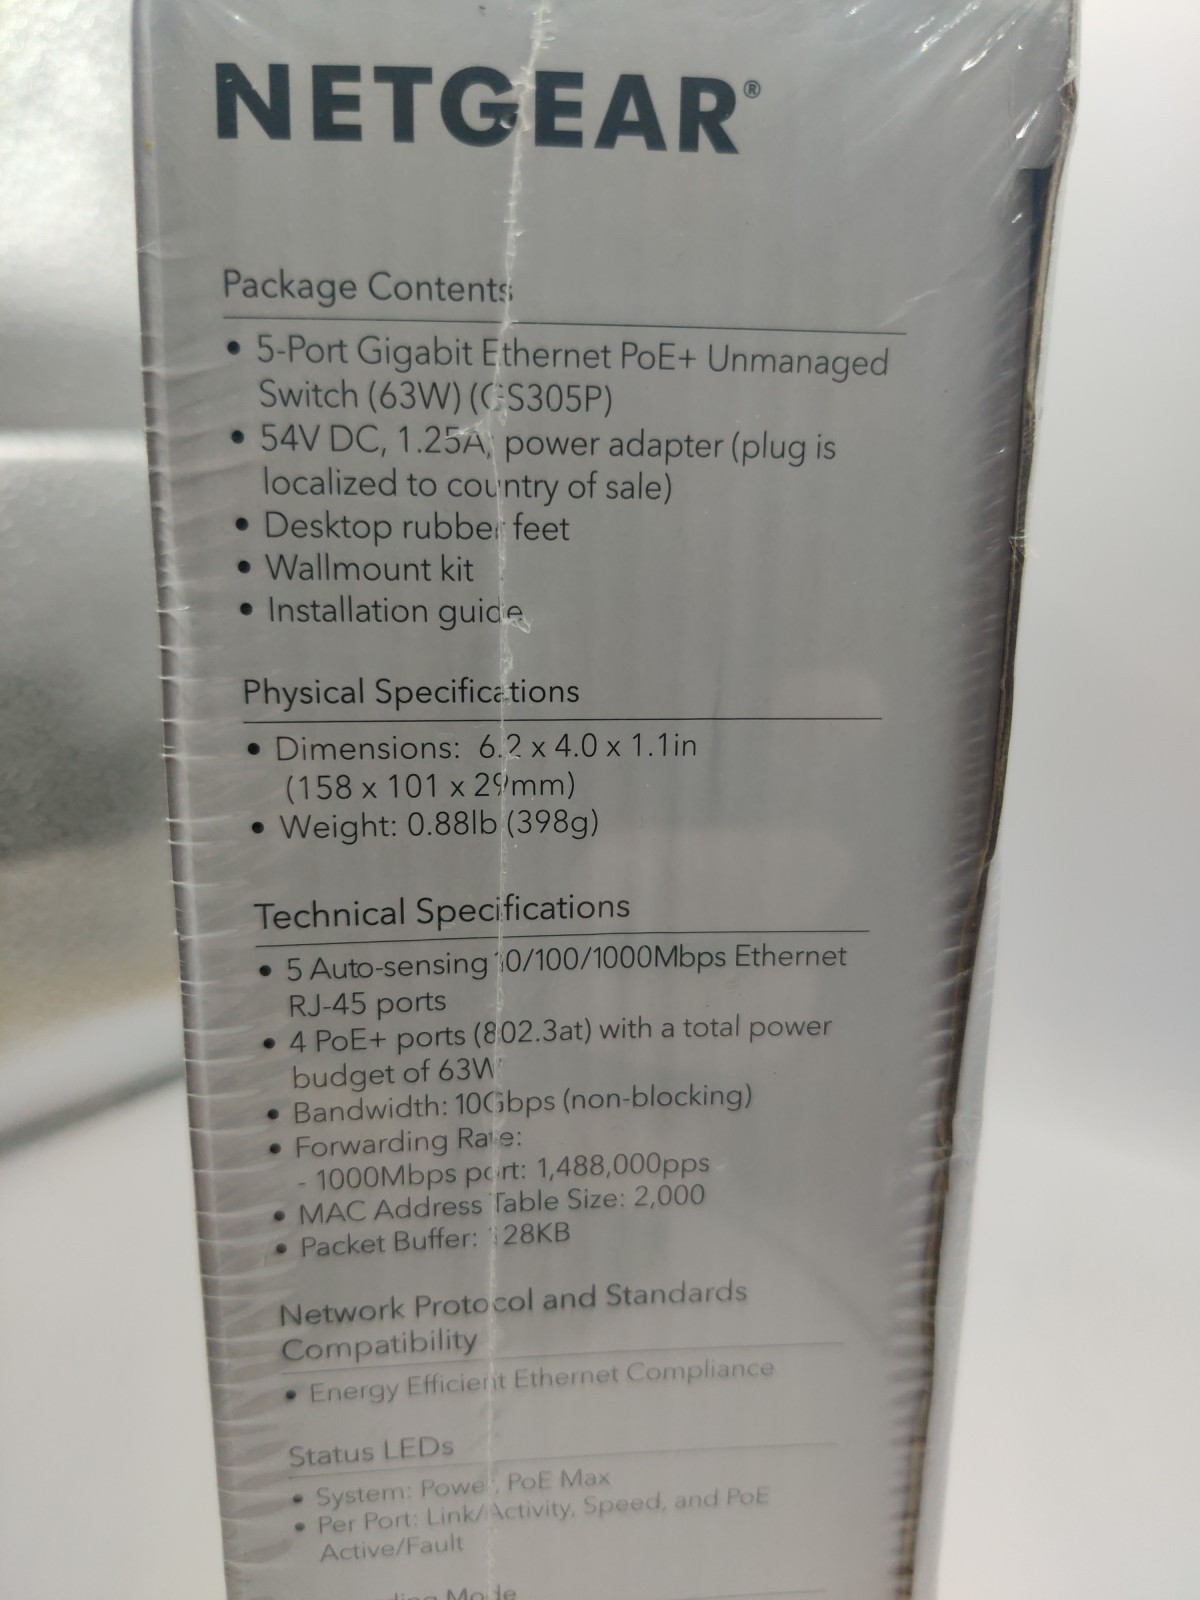 NETGEAR®
Package Contents
• 5-Port Gigabit Ethernet PoE+ Unmanaged
Switch (63W) (GS305P)
• 54V DC, 1.25A, power adapter (plug is
localized to country of sale)
• Desktop rubber feet
• Wallmount kit
• Installation guide
Physical Specifications
• Dimensions: 6.2 x 4.0 x 1.1in
(158 x 101 x 29mm)
• Weight: 0.88lb (398g)
Technical Specifications
• 5 Auto-sensing 10/100/1000Mbps Ethernet
RJ-45 ports
• 4 PoE+ ports (802.3at) with a total power
budget of 63W
• Bandwidth: 10Gbps (non-blocking)
• Forwarding Rate:
- 1000Mbps port: 1,488,000pps
• MAC Address Table Size: 2,000
• Packet Buffer: 128KB
Network Protocol and Standards
Compatibility
• Energy Efficient Ethernet Compliance
Status LEDs
• System: Power, PoE Max
• Per Port: Link/Activity, Speed, and PoE
Active/Fault
Mode